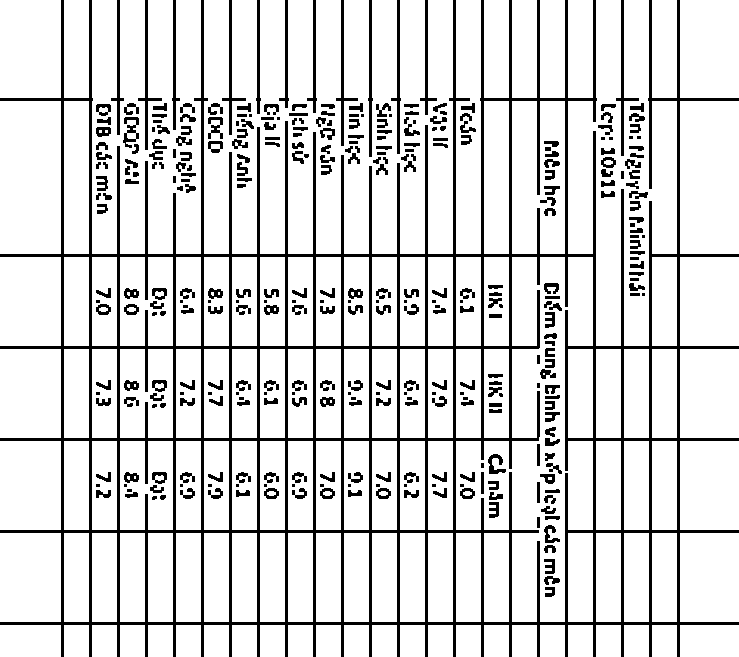 Tên: Nguyễn Minh Thái
Lớp: 10a11
Môn học Điểm trung bình và xếp loại các môn
HK I HK II Cả năm
Toán 6.1 7.4 7.0
Vật lí 7.4 7.9 7.7
Hoá học 5.9 6.4 6.2
Sinh học 6.5 7.2 7.0
Tin học 8.5 9.4 9.1
Ngữ văn 7.3 6.8 7.0
Lịch sử 7.6 6.5 6.9
Địa lí 5.8 6.1 6.0
Tiếng Anh 5.6 6.4 6.1
GDCD 8.3 7.7 7.9
Công nghệ 6.4 7.2 6.9
Thể dục Đạt Đạt Đạt
GDQP AN 8.0 8.6 8.4
ĐTB các môn 7.0 7.3 7.2